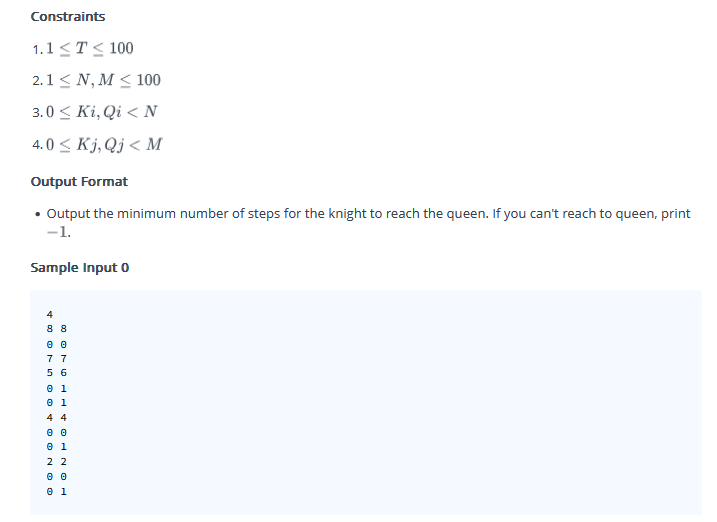 Constraints
1. 1 ≤ T ≤ 100
2. 1 ≤ N, M ≤ 100
3. 0 ≤ Ki, Qi < N
4. 0 ≤ Kj, Qj < M
Output Format
• Output the minimum number of steps for the knight to reach the queen. If you can't reach to queen, print
−1.
Sample Input 0
4
8 8
0 0
7 7
5 6
0 1
0 1
4 4
0 0
0 1
2 2
0 0
0 1